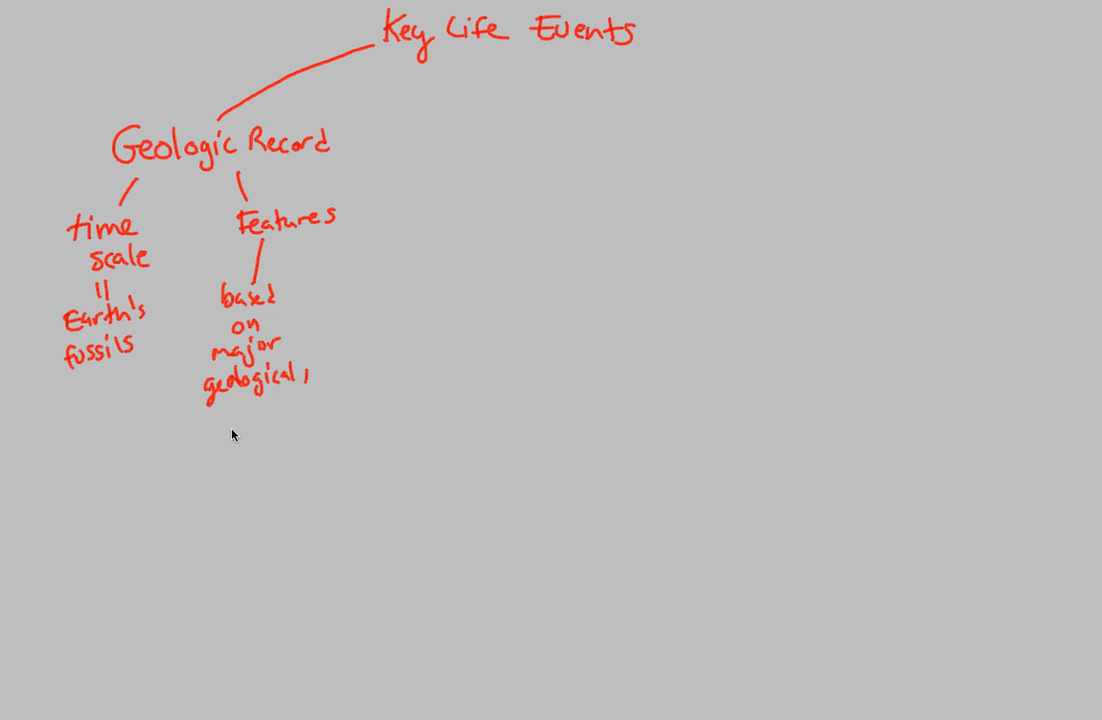 Key Life Events
Geologic Record
time
scale
Features
Earth's
fossils
based
on
major
geological,